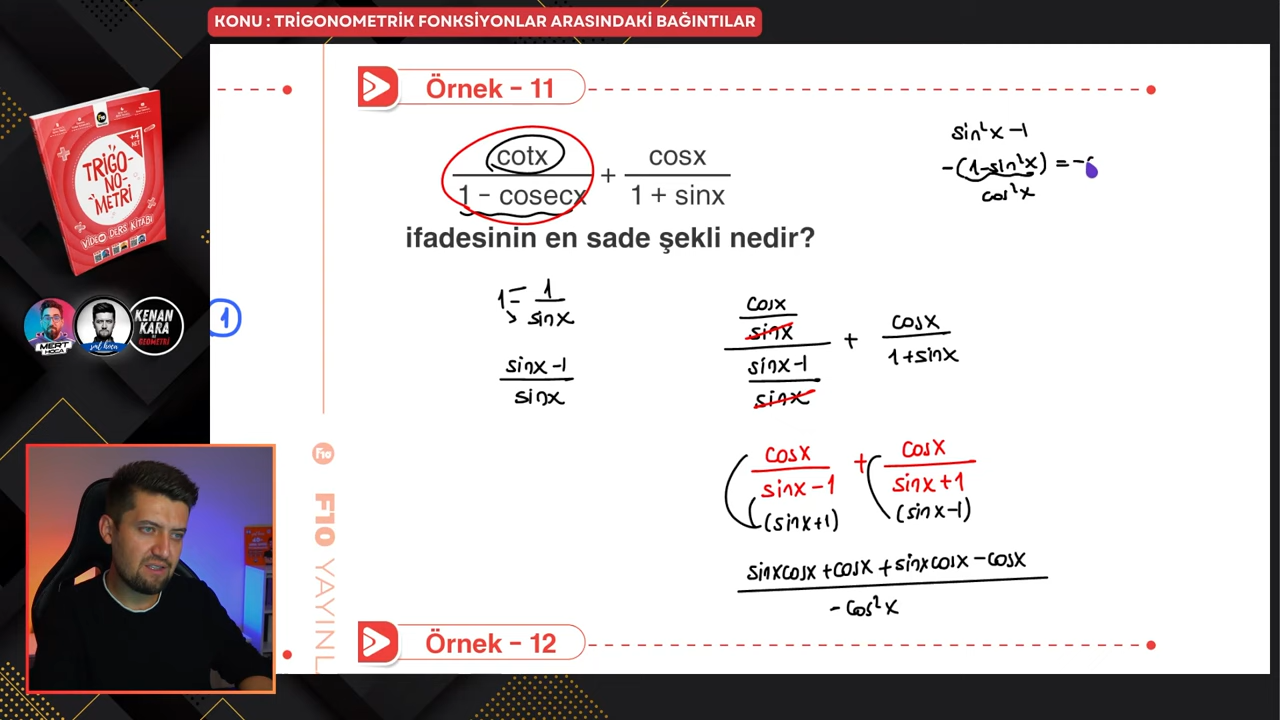 KONU : TRİGONOMETRİK FONKSİYONLAR ARASINDAKİ BAĞINTILAR
Örnek - 11
cotx
1 - cosecx
+
cosx
1 + sinx
ifadesinin en sade şekli nedir?
sin²x -1
-(1-sin²x) = -
cos²x
+4 NET
TRİGO
NO-
METRİ
VİDEO DERS KİTABI
MERT HOCA
KENAN KARA
GEOMETRİ
1
1 - 1
sinx
sinx -1
sinx
cosx
sinx
sinx -1
sinx
+
cosx
1+sinx
cosx
sinx - 1
(sinx+1)
+
cosx
sinx+1
(sinx-1)
sinxcosx +cosx +sinxcosx -cosx
-cos²x
F10
F10 YAYINL
Örnek - 12